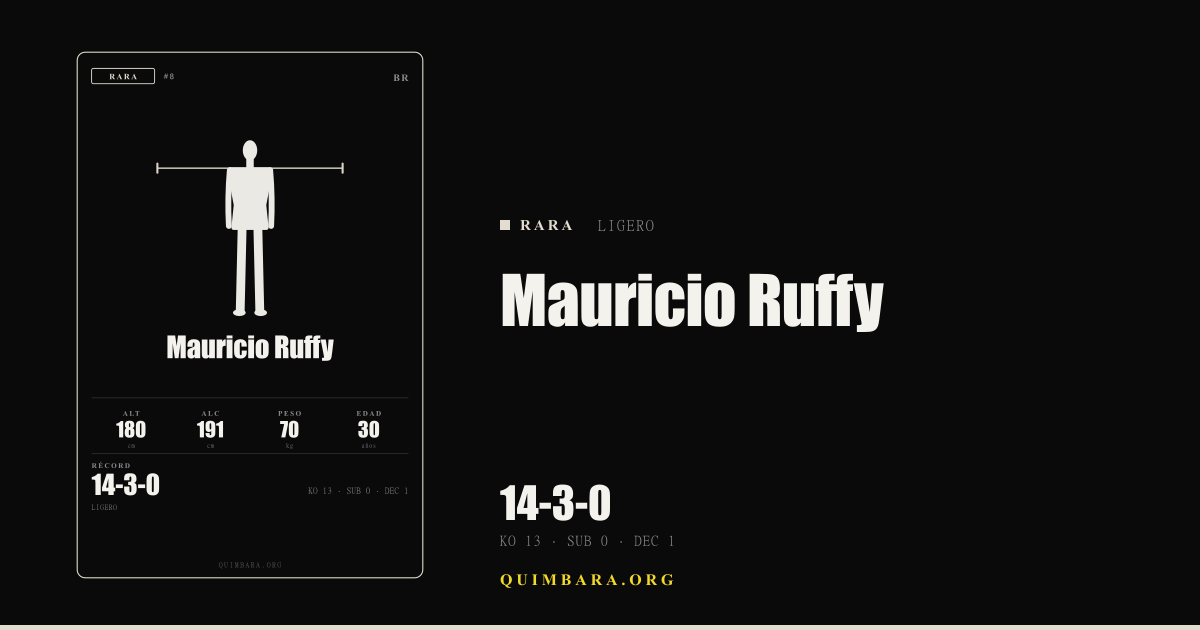 RARA #8 BR
Mauricio Ruffy
ALT ALC PESO EDAD
180 191 70 30
cm cm kg años
RÉCORD
14-3-0 KO 13 · SUB 0 · DEC 1
LIGERO
QUIMBARA.ORG
RARA LIGERO
Mauricio Ruffy
14-3-0
KO 13 · SUB 0 · DEC 1
QUIMBARA.ORG